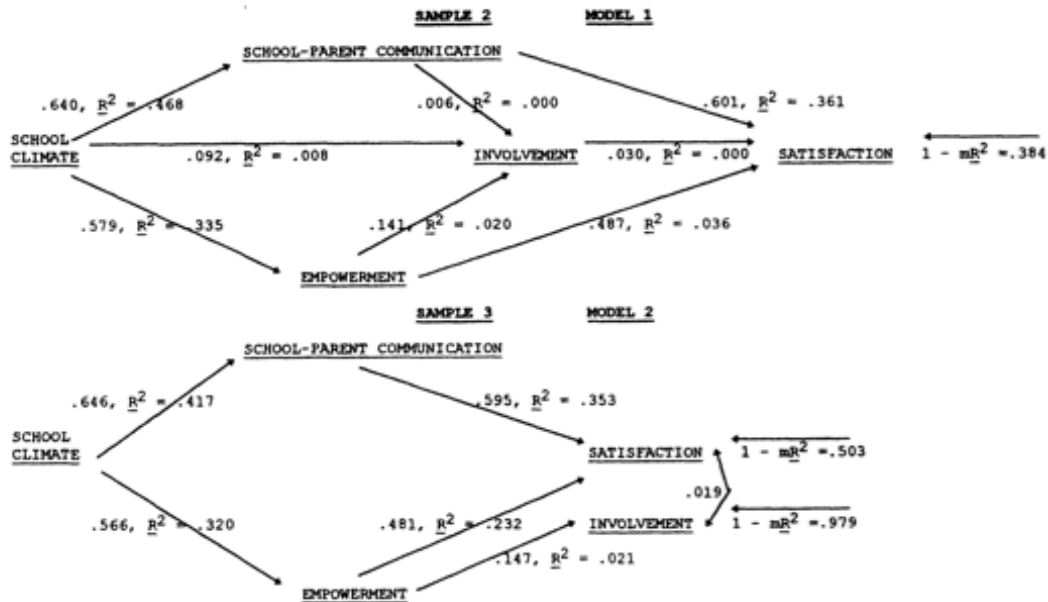 SAMPLE 2 MODEL 1
SCHOOL-PARENT COMMUNICATION
.640, R² = .468 .006, R² = .000 .601, R² = .361
SCHOOL
CLIMATE
.092, R² = .008
INVOLVEMENT
.030, R² = .000
SATISFACTION
1 - mR² =.384
.579, R² = .335 .141, R² = .020 .487, R² = .036
EMPOWERMENT
SAMPLE 3 MODEL 2
SCHOOL-PARENT COMMUNICATION
.646, R² = .417 .595, R² = .353
SCHOOL
CLIMATE
SATISFACTION
1 - mR² =.503
.019
.566, R² = .320 .481, R² = .232
INVOLVEMENT
1 - mR² =.979
.147, R² = .021
EMPOWERMENT